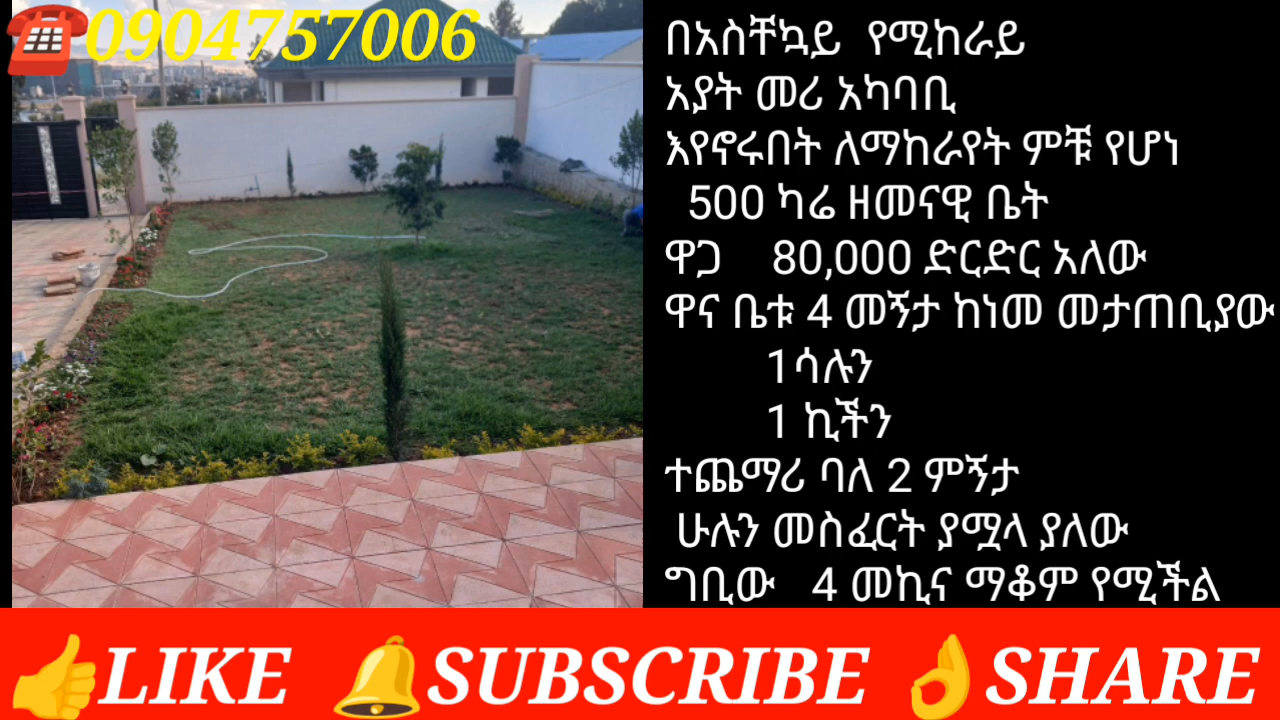 0904757006
በአስቸኳይ የሚከራይ
አያት መሪ አካባቢ
እየኖሩበት ለማከራየት ምቹ የሆነ
500 ካሬ ዘመናዊ ቤት
ዋጋ 80,000 ድርድር አለው
ዋና ቤቱ 4 መኝታ ከነመ መታጠቢያው
1ሳሉን
1 ኪችን
ተጨማሪ ባለ 2 ምኝታ
ሁሉን መስፈርት ያሟላ ያለው
ግቢው 4 መኪና ማቆም የሚችል
LIKE SUBSCRIBE SHARE